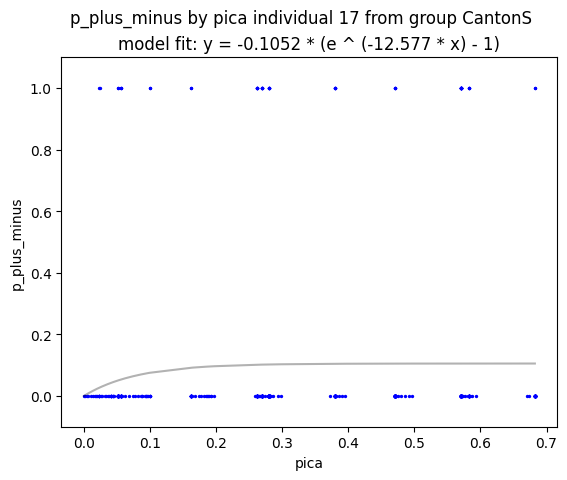 p_plus_minus by pica individual 17 from group CantonS
model fit: y = -0.1052 * (e ^ (-12.577 * x) - 1)
1.0
0.8
0.6
0.4
0.2
0.0
p_plus_minus
0.0 0.1 0.2 0.3 0.4 0.5 0.6 0.7
pica